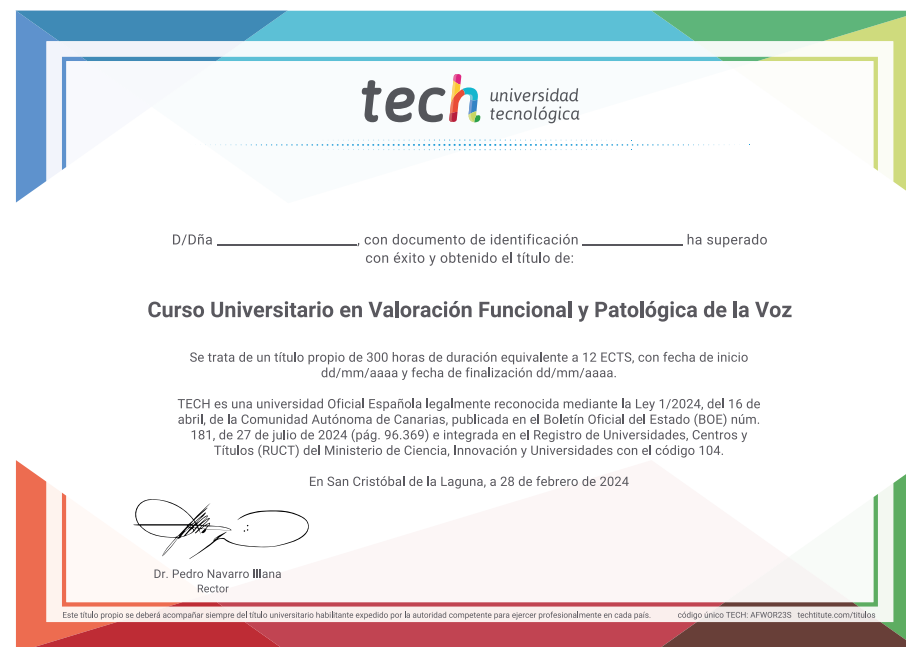 tech universidad
tecnológica
D/Dña ____________________, con documento de identificación ______________ ha superado
con éxito y obtenido el título de:
Curso Universitario en Valoración Funcional y Patológica de la Voz
Se trata de un título propio de 300 horas de duración equivalente a 12 ECTS, con fecha de inicio
dd/mm/aaaa y fecha de finalización dd/mm/aaaa.
TECH es una universidad Oficial Española legalmente reconocida mediante la Ley 1/2024, del 16 de
abril, de la Comunidad Autónoma de Canarias, publicada en el Boletín Oficial del Estado (BOE) núm.
181, de 27 de julio de 2024 (pág. 96.369) e integrada en el Registro de Universidades, Centros y
Títulos (RUCT) del Ministerio de Ciencia, Innovación y Universidades con el código 104.
En San Cristóbal de la Laguna, a 28 de febrero de 2024
Dr. Pedro Navarro Illana
Rector
Este título propio se deberá acompañar siempre del título universitario habilitante expedido por la autoridad competente para ejercer profesionalmente en cada país. código único TECH: AFWOR23S techtitute.com/titulos